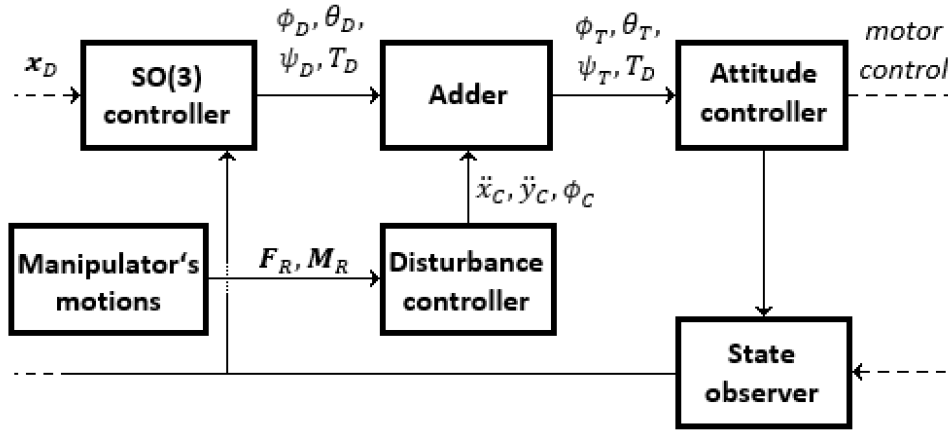 𝒙_D
SO(3)
controller
ϕ_D, θ_D,
ψ_D, T_D
Adder
ϕ_T, θ_T,
ψ_T, T_D
Attitude
controller
motor
control
ẍ_C, ÿ_C, ϕ_C
Manipulator‘s
motions
F_R, M_R
Disturbance
controller
State
observer